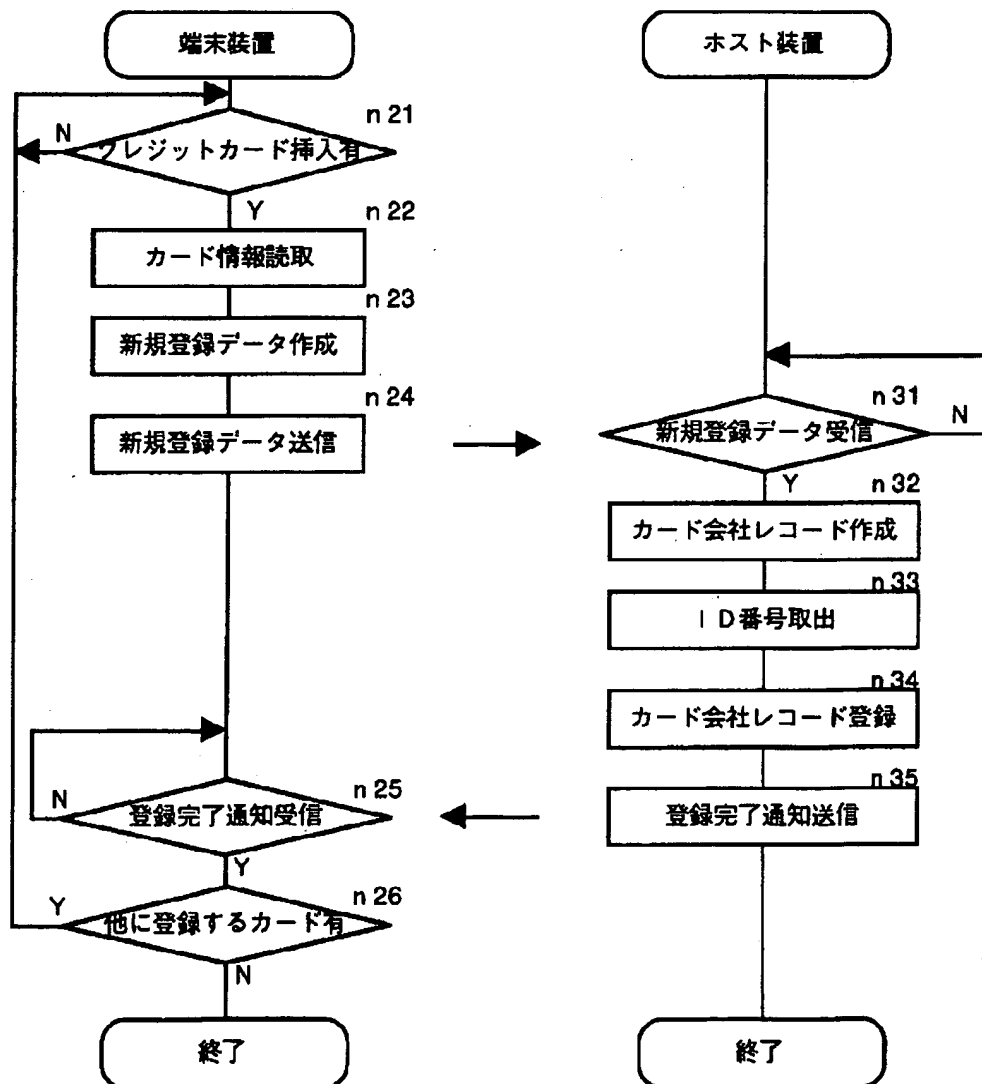 端末装置
n 21
クレジットカード挿入有
N
Y
n 22
カード情報読取
n 23
新規登録データ作成
n 24
新規登録データ送信
n 25
登録完了通知受信
N
Y
n 26
他に登録するカード有
Y
N
終了
ホスト装置
n 31
新規登録データ受信
N
Y
n 32
カード会社レコード作成
n 33
ID番号取出
n 34
カード会社レコード登録
n 35
登録完了通知送信
終了